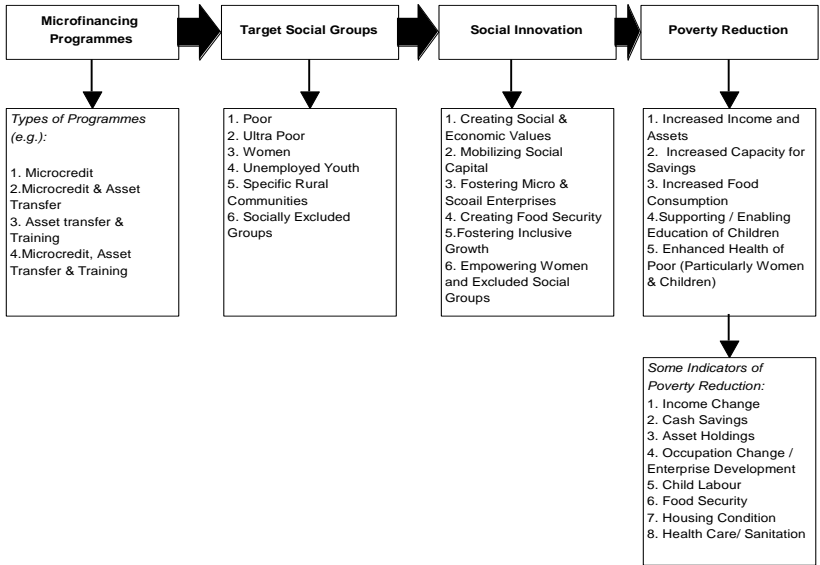 Microfinancing
Programmes
Target Social Groups
Social Innovation
Poverty Reduction
Types of Programmes
(e.g.):
1. Microcredit
2.Microcredit & Asset
Transfer
3. Asset transfer &
Training
4.Microcredit, Asset
Transfer & Training
1. Poor
2. Ultra Poor
3. Women
4. Unemployed Youth
5. Specific Rural
Communities
6. Socially Excluded
Groups
1. Creating Social &
Economic Values
2. Mobilizing Social
Capital
3. Fostering Micro &
Scoail Enterprises
4. Creating Food Security
5.Fostering Inclusive
Growth
6. Empowering Women
and Excluded Social
Groups
1. Increased Income and
Assets
2.  Increased Capacity for
Savings
3. Increased Food
Consumption
4.Supporting / Enabling
Education of Children
5. Enhanced Health of
Poor (Particularly Women
& Children)
Some Indicators of
Poverty Reduction:
1. Income Change
2. Cash Savings
3. Asset Holdings
4. Occupation Change /
Enterprise Development
5. Child Labour
6. Food Security
7. Housing Condition
8. Health Care/ Sanitation